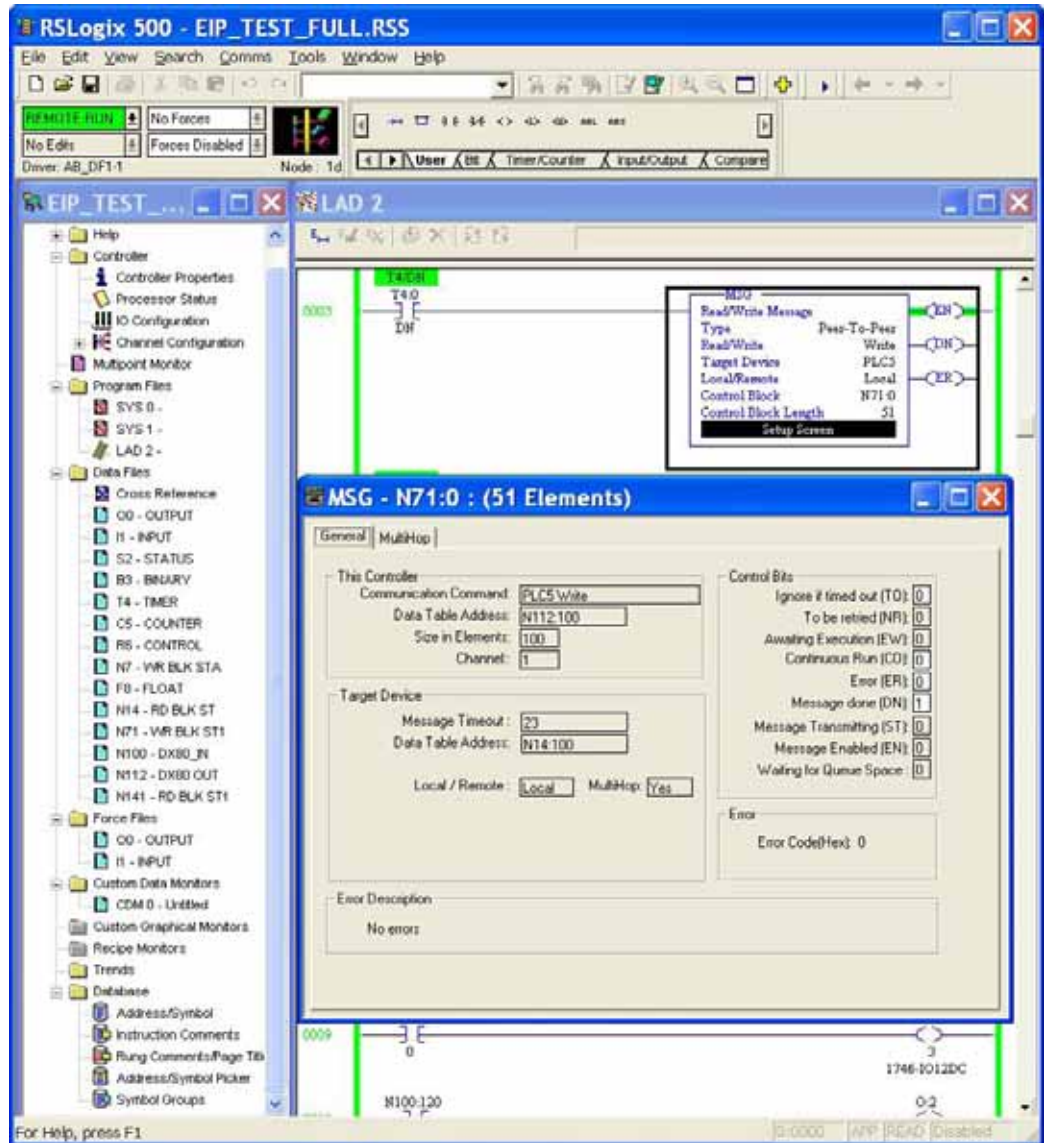 RSLogix 500 - EIP_TEST_FULL.RSS
File Edit View Search Comms Tools Window Help
REMOTE RUN No Forces
No Edits Forces Disabled
Driver: AB_DF1-1 Node: 1d
User Bit Timer/Counter Input/Output Compare
EIP_TEST_...
Help
Controller
Controller Properties
Processor Status
IO Configuration
Channel Configuration
Multipoint Monitor
Program Files
SYS 0 -
SYS 1 -
LAD 2 -
Data Files
Cross Reference
O0 - OUTPUT
I1 - INPUT
S2 - STATUS
B3 - BINARY
T4 - TIMER
C5 - COUNTER
R6 - CONTROL
N7 - WR BLK STA
F8 - FLOAT
N14 - RD BLK ST
N71 - WR BLK ST1
N100 - DX80_IN
N112 - DX80 OUT
N141 - RD BLK ST1
Force Files
O0 - OUTPUT
I1 - INPUT
Custom Data Monitors
CDM 0 - Untitled
Custom Graphical Monitors
Recipe Monitors
Trends
Database
Address/Symbol
Instruction Comments
Rung Comments/Page Titl
Address/Symbol Picker
Symbol Groups
LAD 2
T4/DN
0003
T4:0
DN
MSG
Read/Write Message
Type Peer-To-Peer
Read/Write Write
Target Device PLC5
Local/Remote Local
Control Block N71:0
Control Block Length 51
Setup Screen
EN
DN
ER
MSG - N71:0 : (51 Elements)
General MultiHop
This Controller
Communication Command: PLC5 Write
Data Table Address: N112:100
Size in Elements: 100
Channel: 1
Target Device
Message Timeout : 23
Data Table Address: N14:100
Local / Remote : Local MultiHop: Yes
Control Bits
Ignore if timed out (TO): 0
To be retried (NR): 0
Awaiting Execution (EW): 0
Continuous Run (CO): 0
Error (ER): 0
Message done (DN): 1
Message Transmitting (ST): 0
Message Enabled (EN): 0
Waiting for Queue Space : 0
Error
Error Code(Hex): 0
Error Description
No errors
0009
0
3
1746-IO12DC
N100:120
O:2
For Help, press F1
0:0000 APP READ Disabled